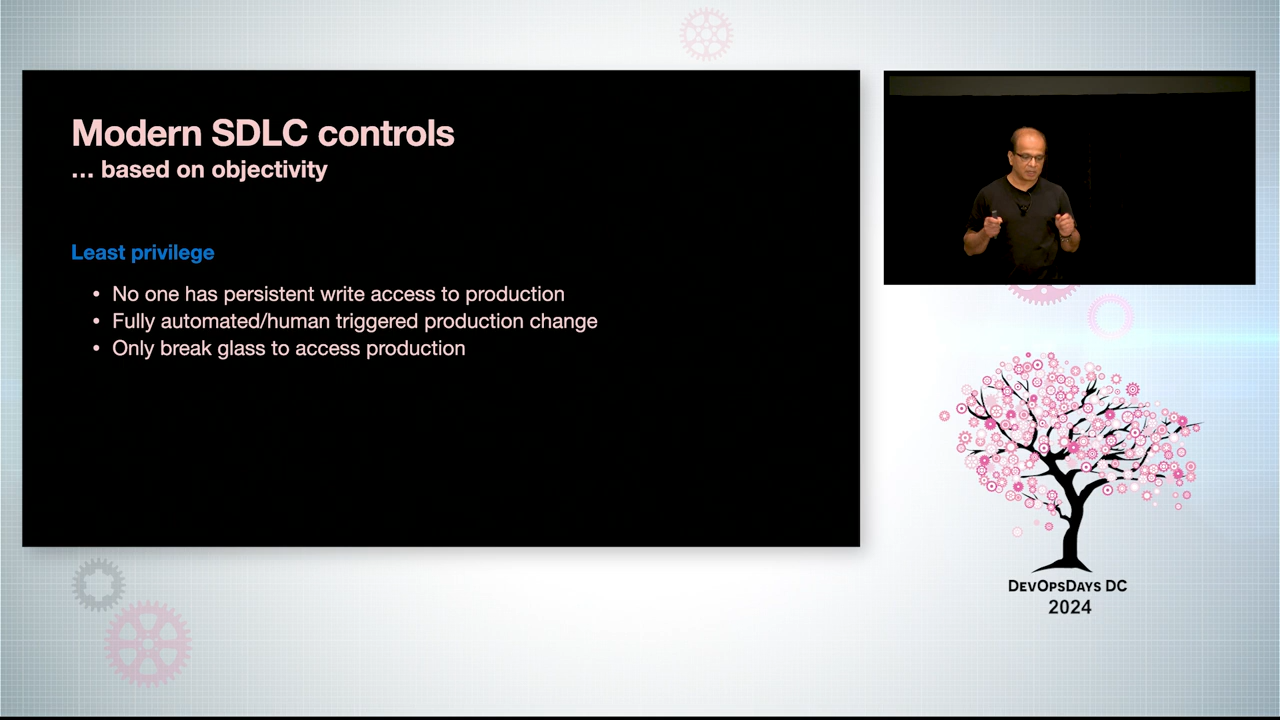 Modern SDLC controls
… based on objectivity
Least privilege
• No one has persistent write access to production
• Fully automated/human triggered production change
• Only break glass to access production
DevOpsDays DC
2024